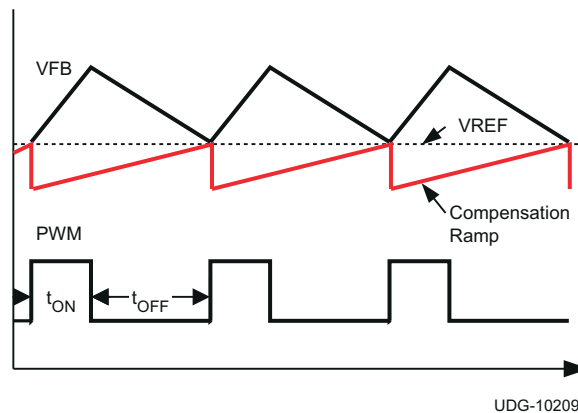 VFB
VREF
Compensation
Ramp
PWM
tON
tOFF
UDG-10209